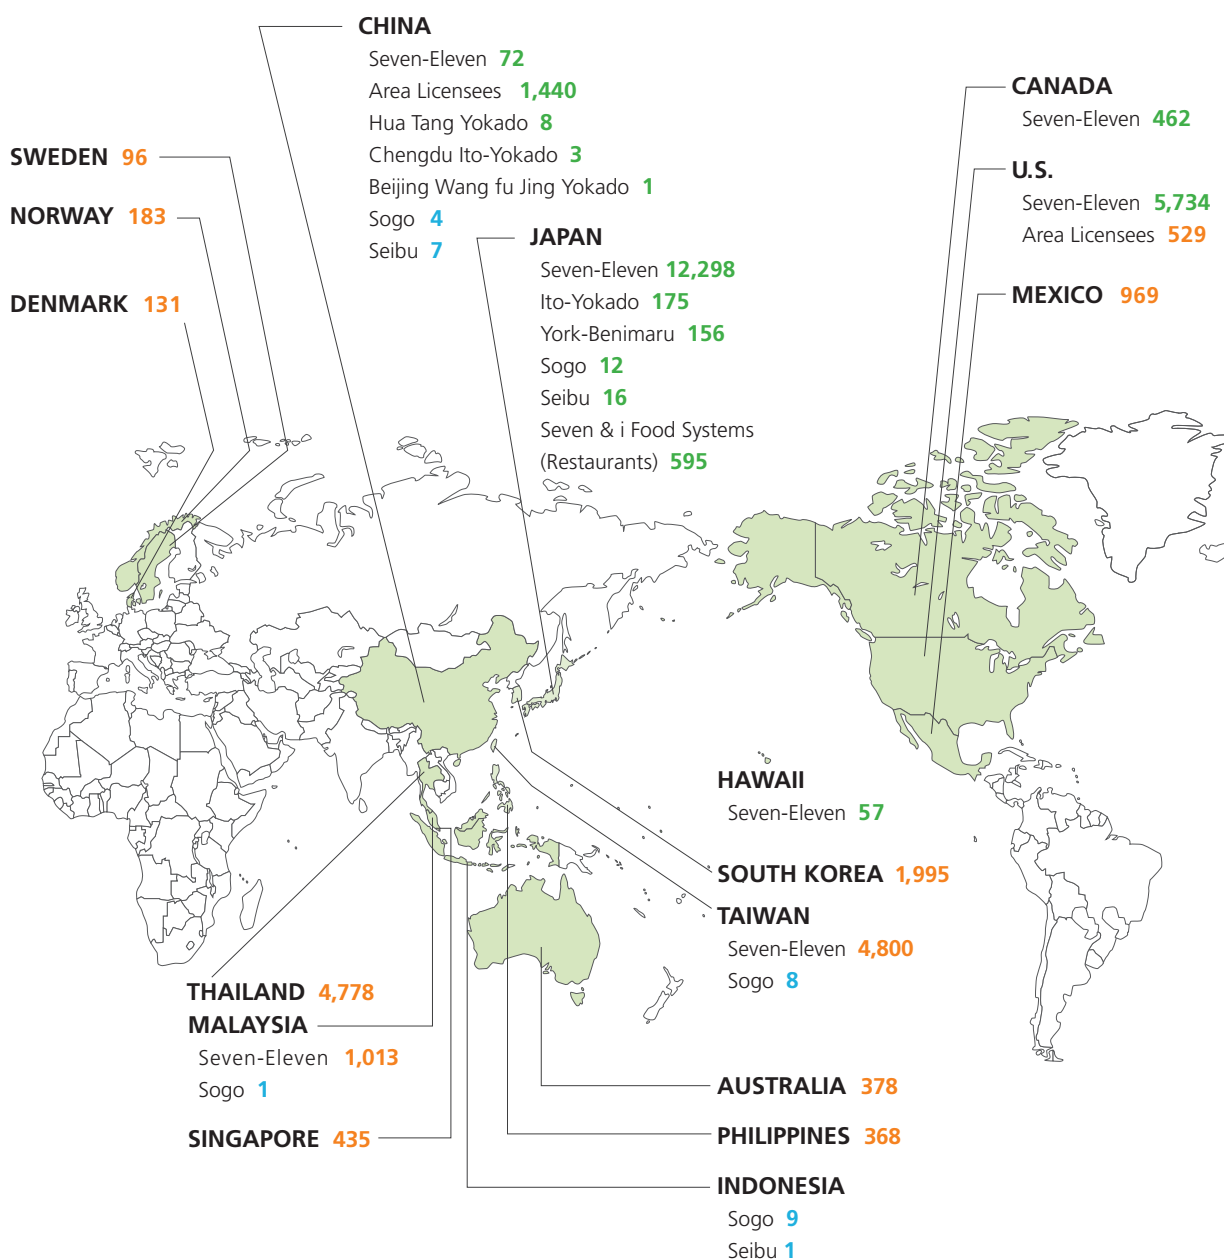 CHINA
Seven-Eleven 72
Area Licensees 1,440
Hua Tang Yokado 8
Chengdu Ito-Yokado 3
Beijing Wang fu Jing Yokado 1
Sogo 4
Seibu 7
SWEDEN 96
NORWAY 183
DENMARK 131
JAPAN
Seven-Eleven 12,298
Ito-Yokado 175
York-Benimaru 156
Sogo 12
Seibu 16
Seven & i Food Systems
(Restaurants) 595
CANADA
Seven-Eleven 462
U.S.
Seven-Eleven 5,734
Area Licensees 529
MEXICO 969
HAWAII
Seven-Eleven 57
SOUTH KOREA 1,995
TAIWAN
Seven-Eleven 4,800
Sogo 8
THAILAND 4,778
MALAYSIA
Seven-Eleven 1,013
Sogo 1
SINGAPORE 435
AUSTRALIA 378
PHILIPPINES 368
INDONESIA
Sogo 9
Seibu 1